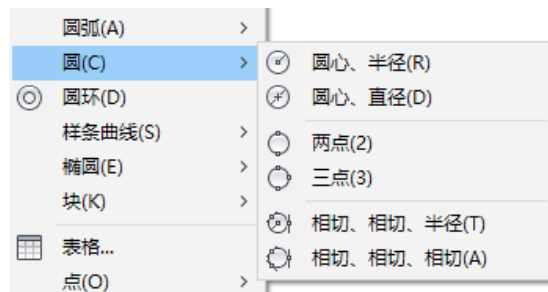 圆弧(A)
圆(C)
圆环(D)
样条曲线(S)
椭圆(E)
块(K)
表格...
点(O)
圆心、半径(R)
圆心、直径(D)
两点(2)
三点(3)
相切、相切、半径(T)
相切、相切、相切(A)